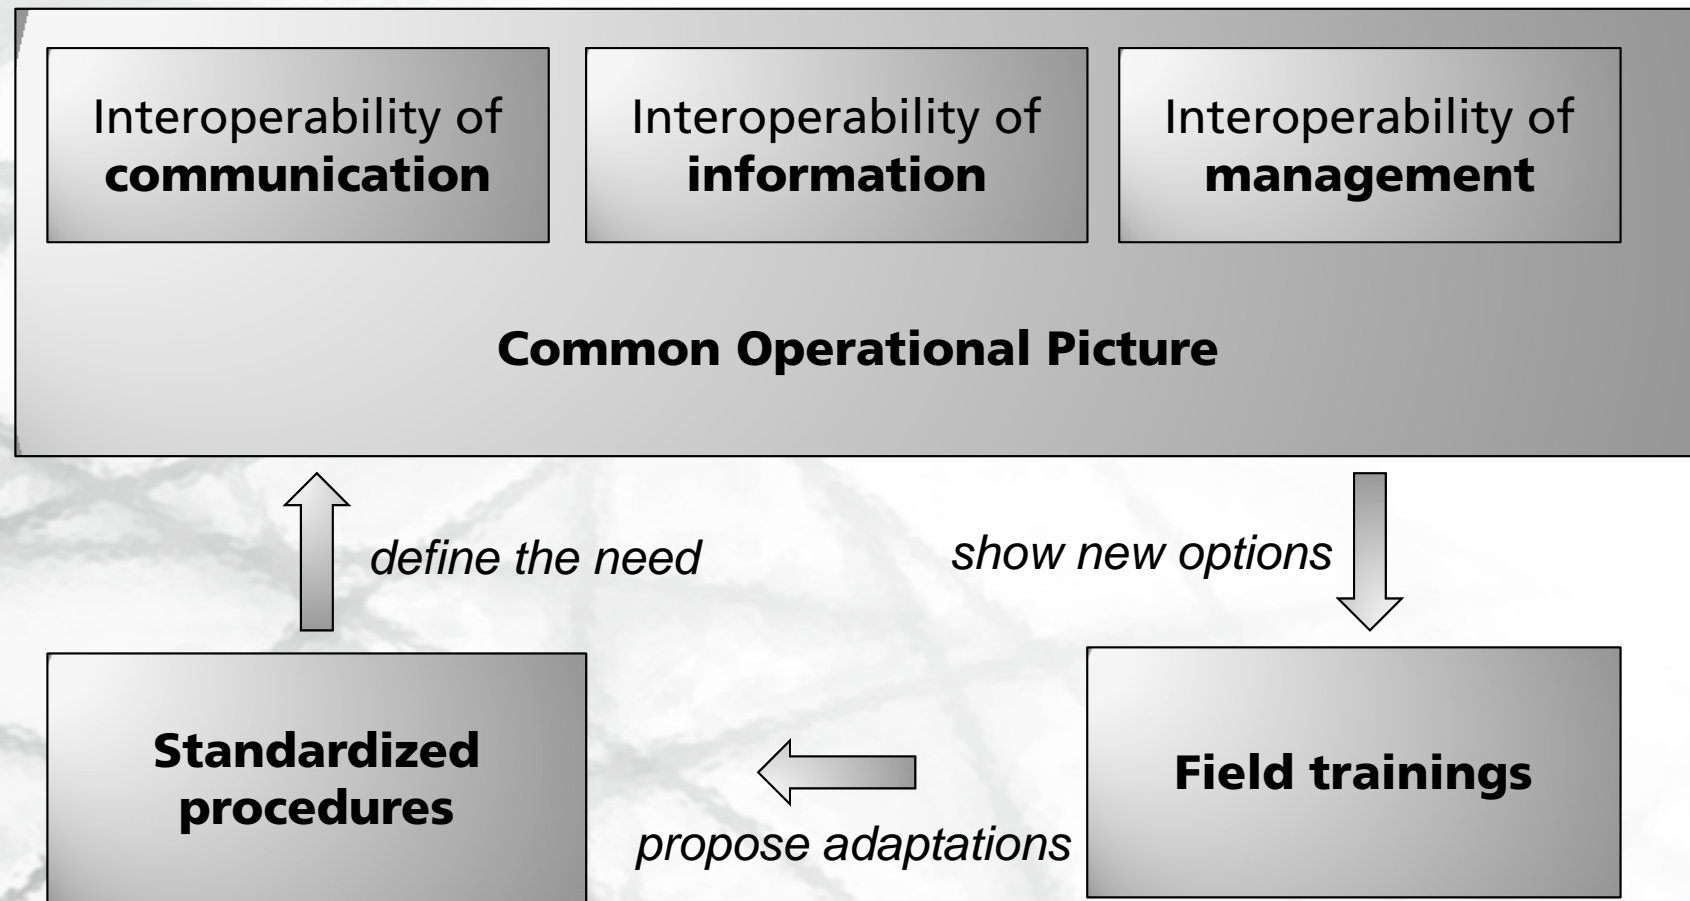 Interoperability of
communication
Interoperability of
information
Interoperability of
management
Common Operational Picture
define the need
show new options
Standardized
procedures
propose adaptations
Field trainings